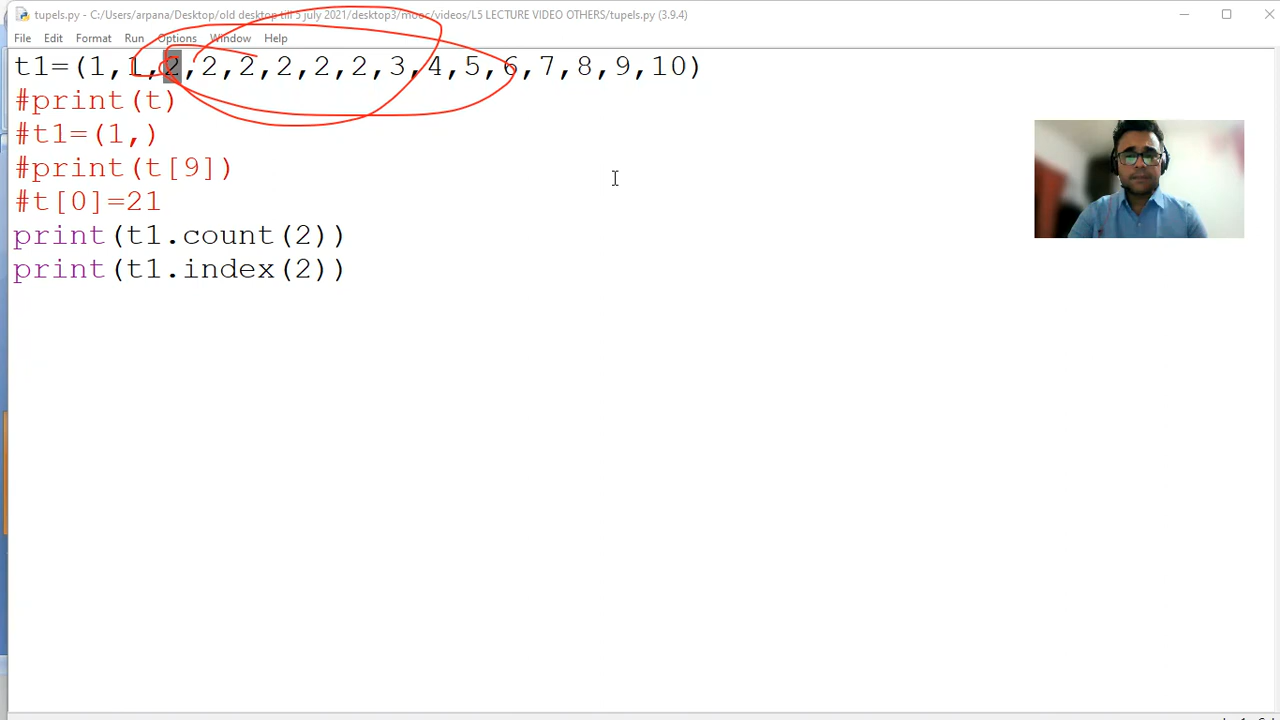 tupels.py - C:/Users/arpana/Desktop/old desktop till 5 july 2021/desktop3/mooc/videos/L5 LECTURE VIDEO OTHERS/tupels.py (3.9.4)
File Edit Format Run Options Window Help
t1=(1,1,2,2,2,2,2,2,3,4,5,6,7,8,9,10)
#print(t)
#t1=(1,)
#print(t[9])
#t[0]=21
print(t1.count(2))
print(t1.index(2))